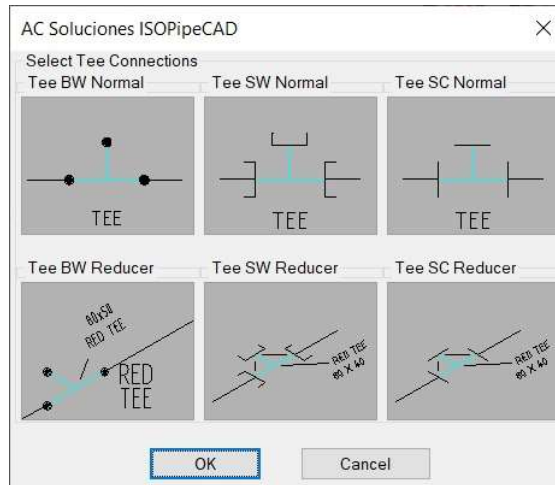 AC Soluciones ISOPipeCAD
Select Tee Connections
Tee BW Normal
Tee SW Normal
Tee SC Normal
TEE
TEE
TEE
Tee BW Reducer
Tee SW Reducer
Tee SC Reducer
80x50
RED TEE
RED
TEE
RED TEE
80 X 40
RED TEE
80 X 40
OK
Cancel